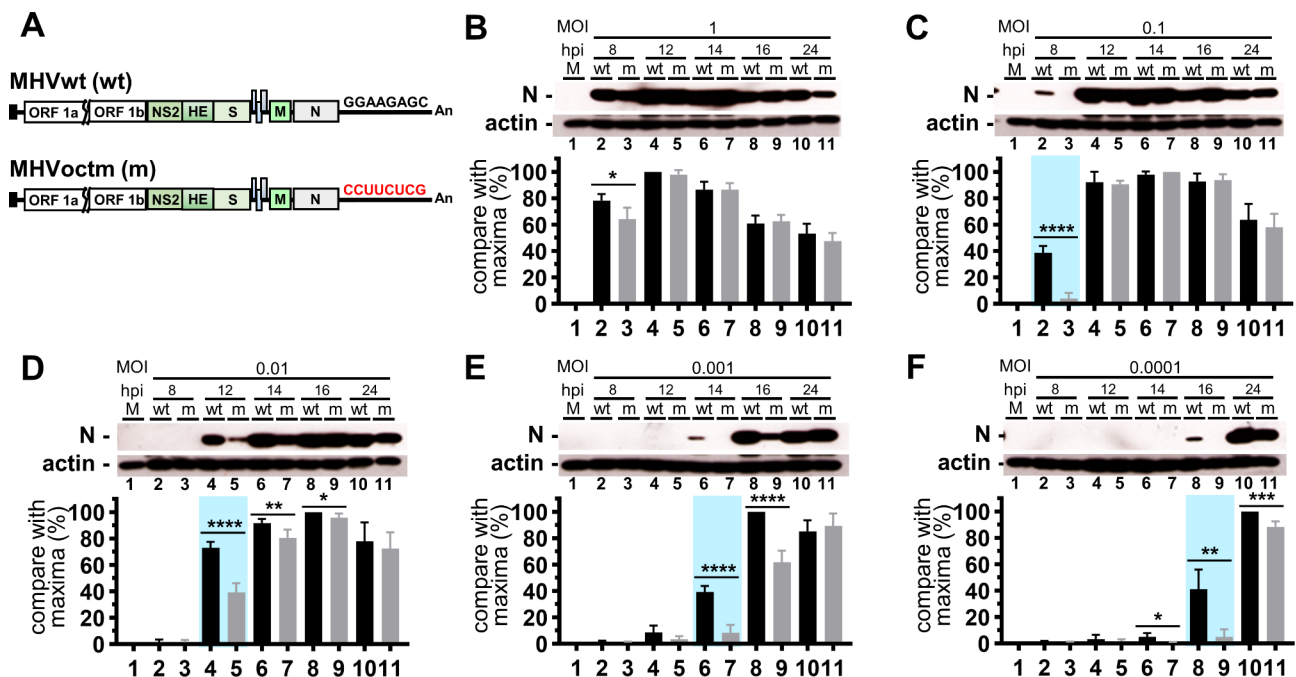 A
MHVwt (wt)
ORF 1a ORF 1b NS2 HE S M N GGAAGAGC An
MHVoctm (m)
ORF 1a ORF 1b NS2 HE S M N CCUUCUCG An
B
MOI 1
hpi 8 12 14 16 24
M wt m wt m wt m wt m wt m
N -
actin -
1 2 3 4 5 6 7 8 9 10 11
compare with
maxima (%)
100
80
60
40
20
0
*
1 2 3 4 5 6 7 8 9 10 11
C
MOI 0.1
hpi 8 12 14 16 24
M wt m wt m wt m wt m wt m
N -
actin -
1 2 3 4 5 6 7 8 9 10 11
compare with
maxima (%)
100
80
60
40
20
0
****
1 2 3 4 5 6 7 8 9 10 11
D
MOI 0.01
hpi 8 12 14 16 24
M wt m wt m wt m wt m wt m
N -
actin -
1 2 3 4 5 6 7 8 9 10 11
compare with
maxima (%)
100
80
60
40
20
0
**** ** *
1 2 3 4 5 6 7 8 9 10 11
E
MOI 0.001
hpi 8 12 14 16 24
M wt m wt m wt m wt m wt m
N -
actin -
1 2 3 4 5 6 7 8 9 10 11
compare with
maxima (%)
100
80
60
40
20
0
**** ****
1 2 3 4 5 6 7 8 9 10 11
F
MOI 0.0001
hpi 8 12 14 16 24
M wt m wt m wt m wt m wt m
N -
actin -
1 2 3 4 5 6 7 8 9 10 11
compare with
maxima (%)
100
80
60
40
20
0
* ** ***
1 2 3 4 5 6 7 8 9 10 11